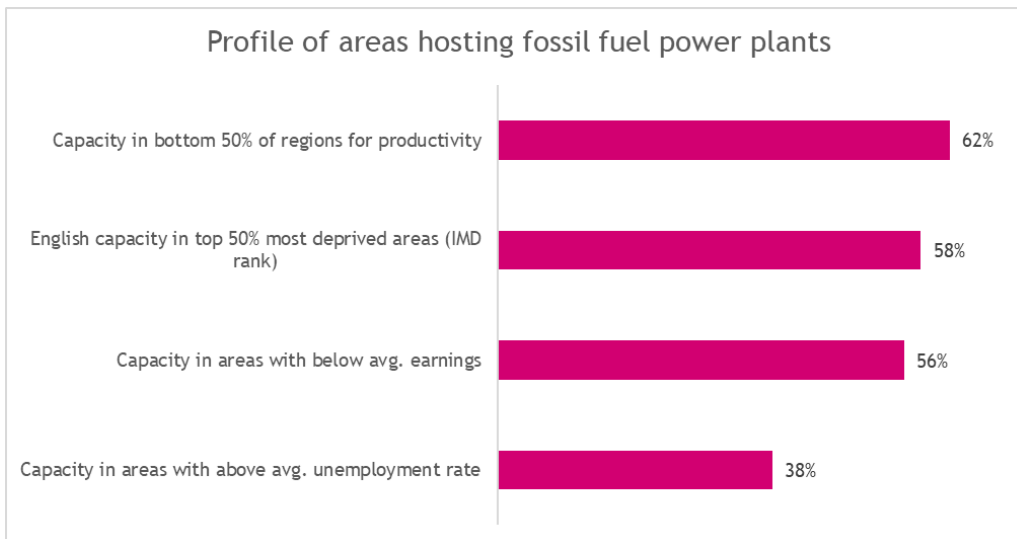 Profile of areas hosting fossil fuel power plants
Capacity in bottom 50% of regions for productivity
62%
English capacity in top 50% most deprived areas (IMD
rank)
58%
Capacity in areas with below avg. earnings
56%
Capacity in areas with above avg. unemployment rate
38%